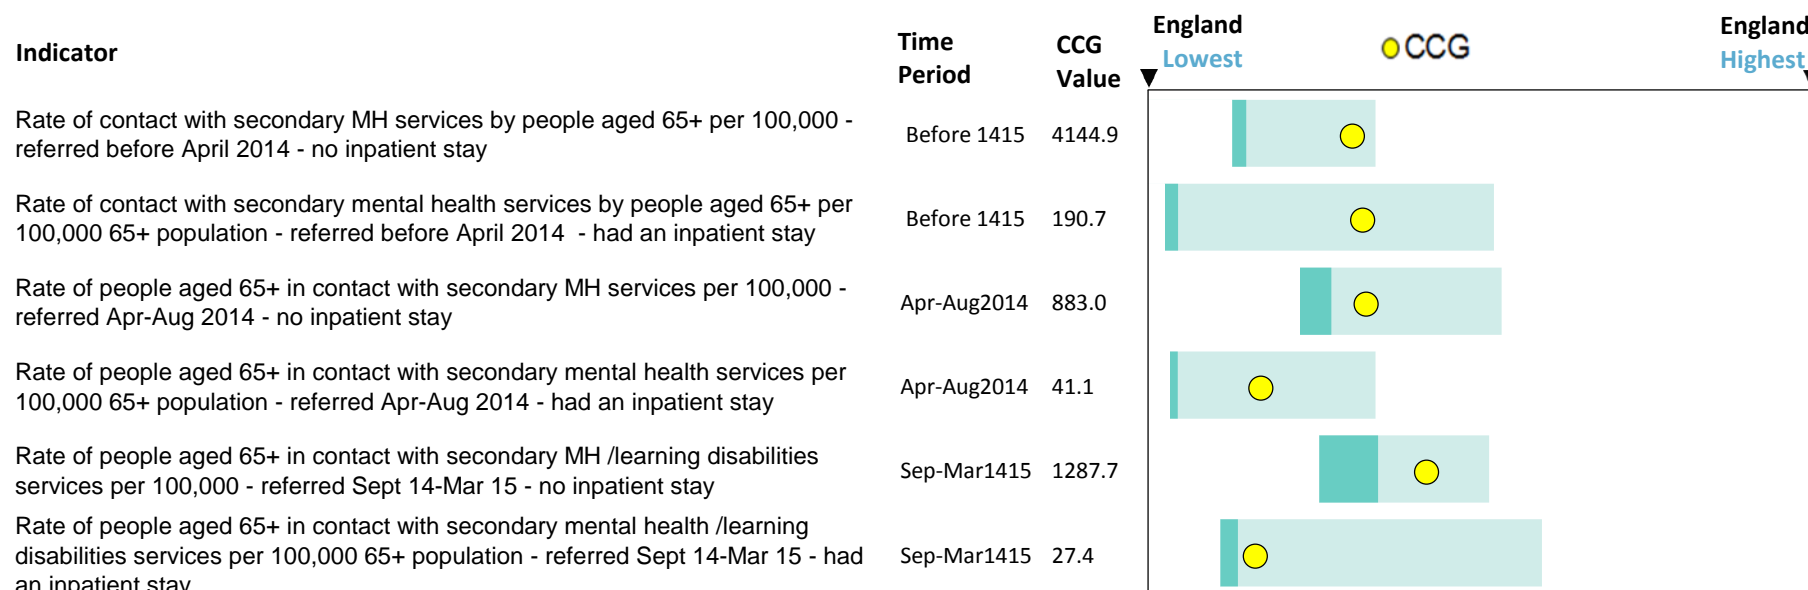 Indicator
Time Period
CCG Value
England Lowest
CCG
England Highest
Rate of contact with secondary MH services by people aged 65+ per 100,000 -
referred before April 2014 - no inpatient stay
Before 1415 4144.9
Rate of contact with secondary mental health services by people aged 65+ per
100,000 65+ population - referred before April 2014  - had an inpatient stay
Before 1415 190.7
Rate of people aged 65+ in contact with secondary MH services per 100,000 -
referred Apr-Aug 2014 - no inpatient stay
Apr-Aug2014 883.0
Rate of people aged 65+ in contact with secondary mental health services per
100,000 65+ population - referred Apr-Aug 2014 - had an inpatient stay
Apr-Aug2014 41.1
Rate of people aged 65+ in contact with secondary MH /learning disabilities
services per 100,000 - referred Sept 14-Mar 15 - no inpatient stay
Sep-Mar1415 1287.7
Rate of people aged 65+ in contact with secondary mental health /learning
disabilities services per 100,000 65+ population - referred Sept 14-Mar 15 - had
an inpatient stay
Sep-Mar1415 27.4